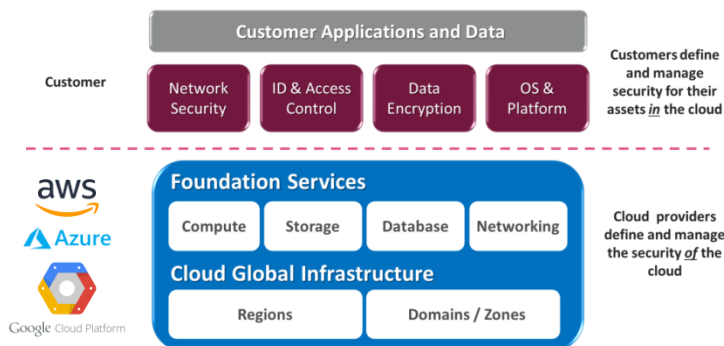 Customer Applications and Data
Customer
Network
Security
ID & Access
Control
Data
Encryption
OS &
Platform
Customers define
and manage
security for their
assets in the cloud
aws
Azure
Google Cloud Platform
Foundation Services
Compute
Storage
Database
Networking
Cloud Global Infrastructure
Regions
Domains / Zones
Cloud providers
define and manage
the security of the
cloud